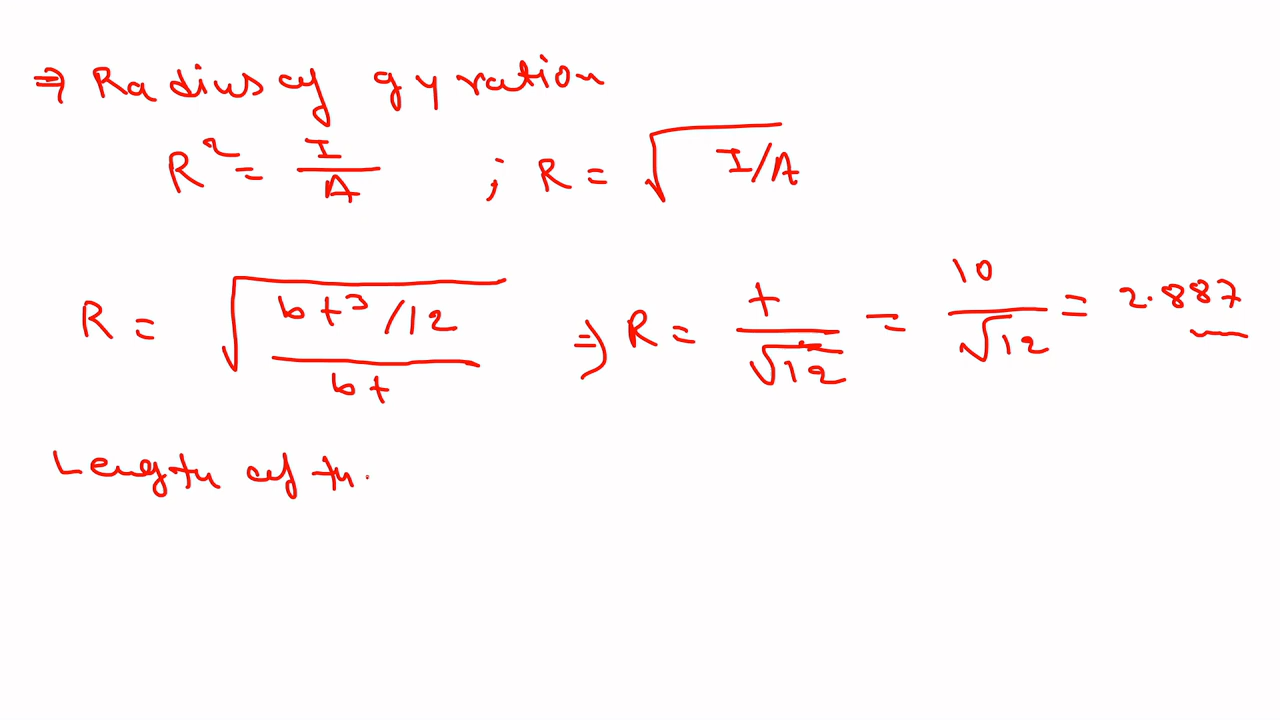 ⇒ Radius of gyration
R² = I/A ; R = √(I/A)
R = √((bt³/12)/(bt)) ⇒ R = t/√12 = 10/√12 = 2.887
Length of th